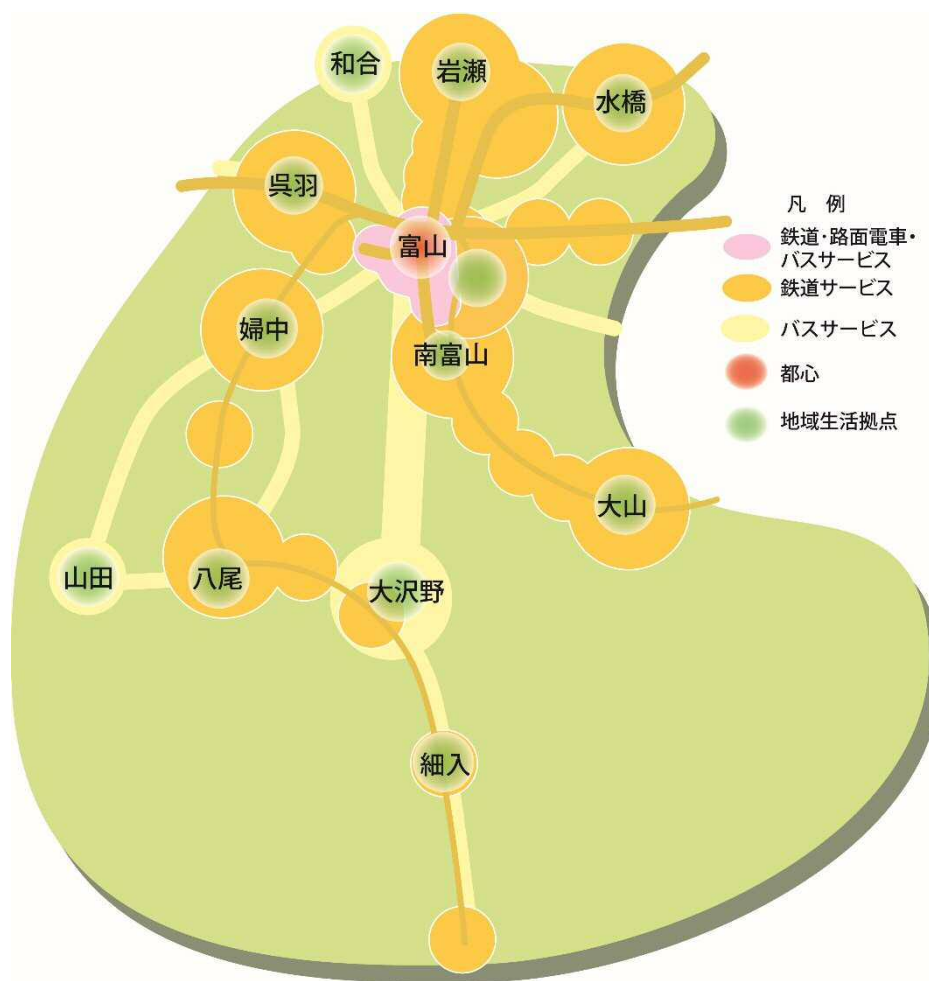 和合
岩瀬
水橋
呉羽
富山
婦中
南富山
大山
山田
八尾
大沢野
細入
凡 例
鉄道・路面電車・
バスサービス
鉄道サービス
バスサービス
都心
地域生活拠点